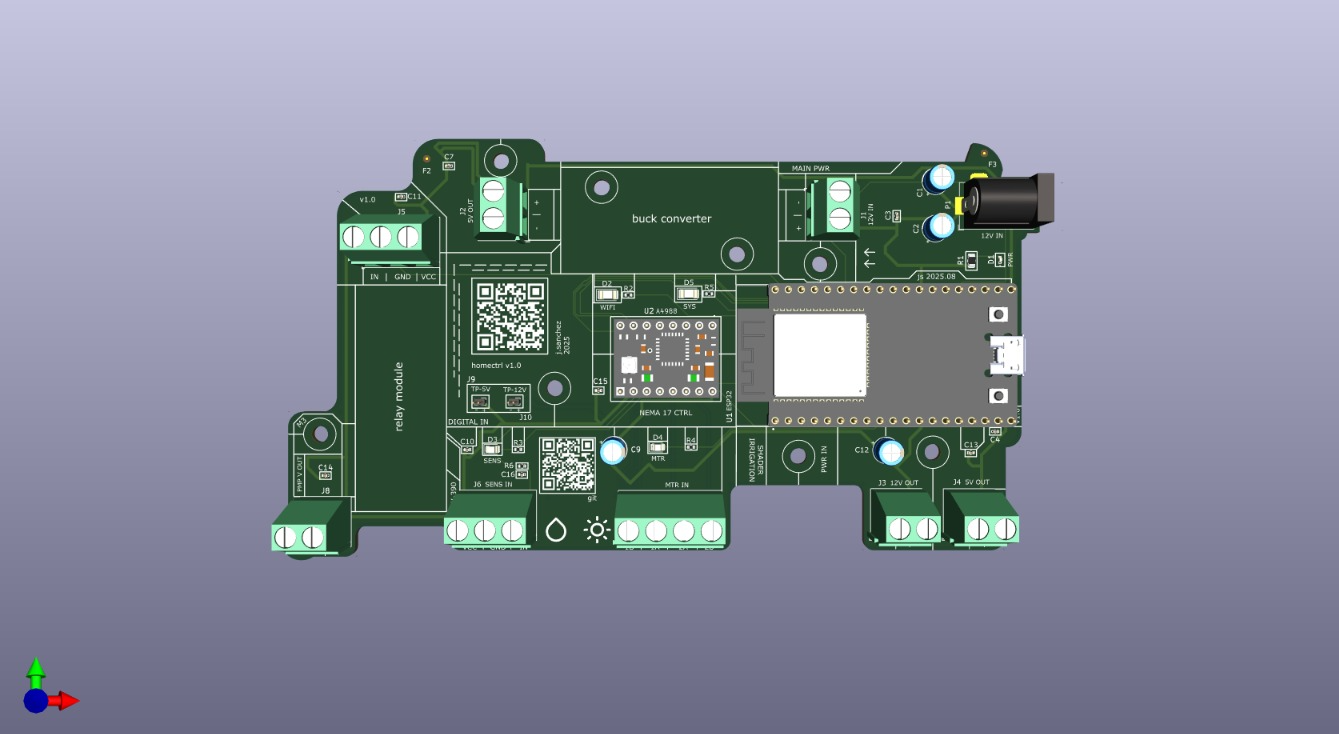 C7
F2
v1.0
C11
J5
J2
5V OUT
+
-
buck converter
MAIN PWR
-
+
J1
12V IN
C3
C1
C2
P1
F3
12V IN
R1
D1
PWR
js 2025.08
IN | GND | VCC
relay module
homectrl v1.0
j.sanchez
2025
J9
TP-5V
TP-12V
J10
DIGITAL IN
D2
R2
WIFI
D5
R5
SYS
U2 A4988
C15
NEMA 17 CTRL
U1 ESP32
M3
PMP V OUT
C14
J8
C10
D3
SENS
R3
R6
C16
J6 SENS IN
git
C9
D4
MTR
R4
MTR IN
SHADER
IRRIGATION
PWR IN
C12
C13
C4
J3 12V OUT
J4 5V OUT